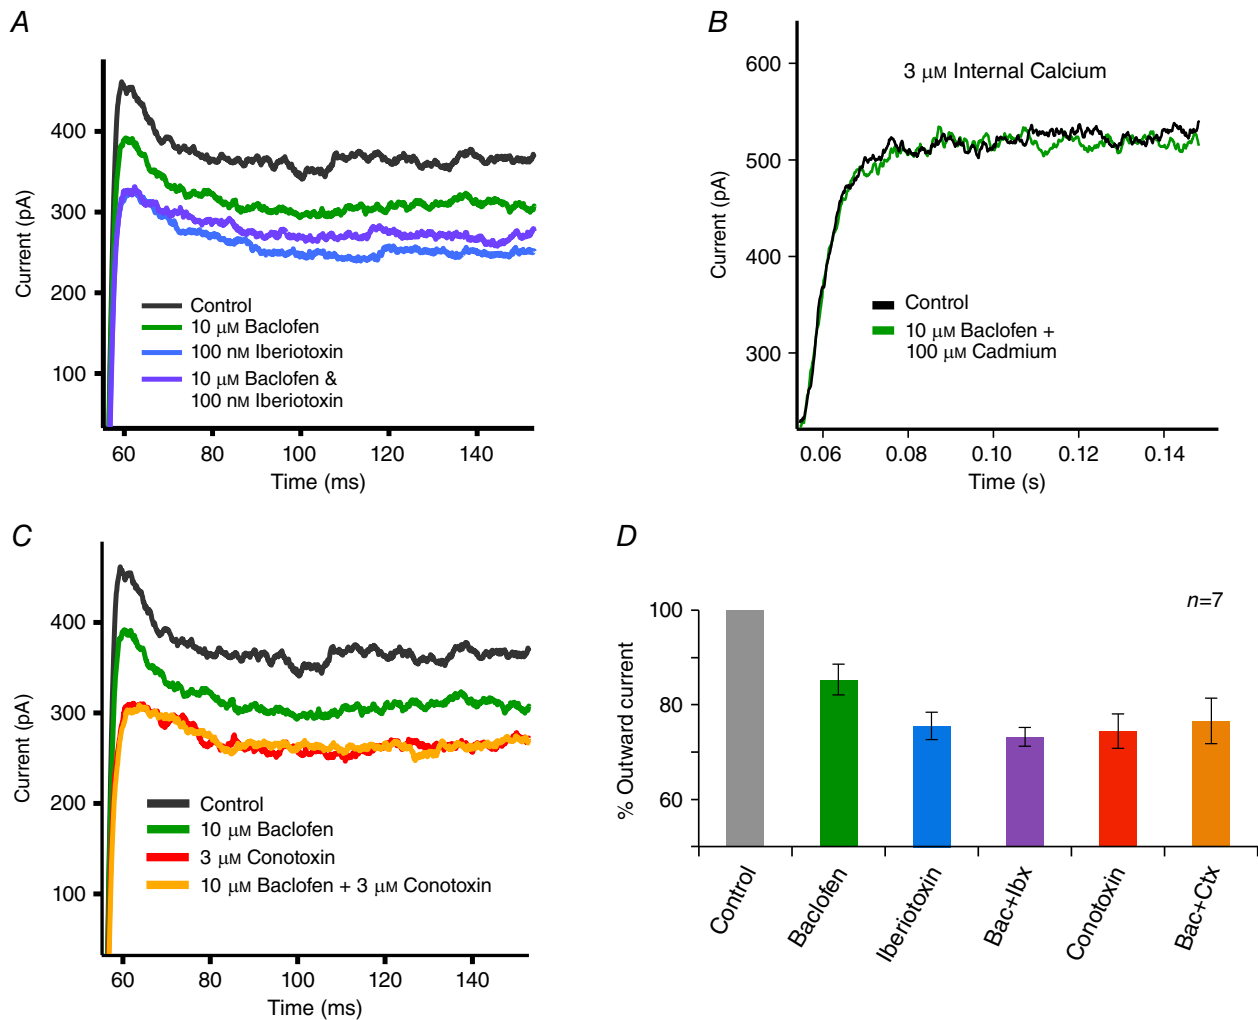 A
Current (pA)
400
300
200
100
60
80
100
120
140
Time (ms)
Control
10 µM Baclofen
100 nM Iberiotoxin
10 µM Baclofen &
100 nM Iberiotoxin
B
Current (pA)
600
500
400
300
0.06
0.08
0.10
0.12
0.14
Time (s)
3 µM Internal Calcium
Control
10 µM Baclofen +
100 µM Cadmium
C
Current (pA)
400
300
200
100
60
80
100
120
140
Time (ms)
Control
10 µM Baclofen
3 µM Conotoxin
10 µM Baclofen + 3 µM Conotoxin
D
% Outward current
100
80
60
n=7
Control
Baclofen
Iberiotoxin
Bac+Ibx
Conotoxin
Bac+Ctx